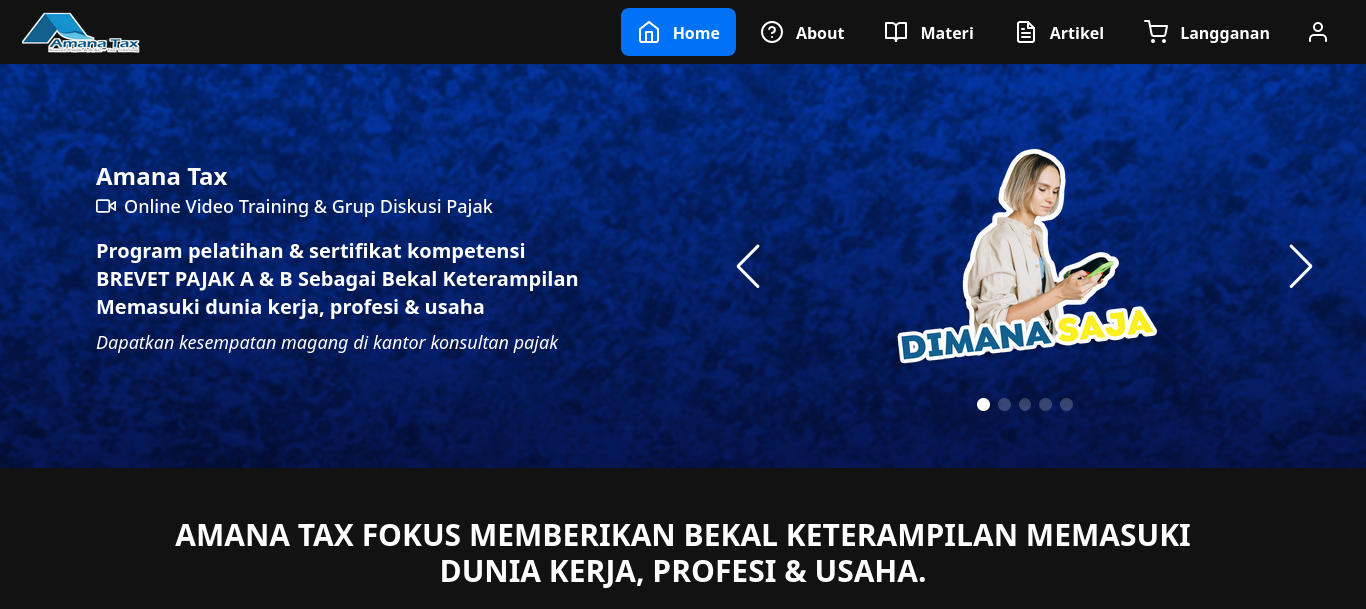 Amana Tax
Home
About
Materi
Artikel
Langganan
Amana Tax
Online Video Training & Grup Diskusi Pajak
Program pelatihan & sertifikat kompetensi
BREVET PAJAK A & B Sebagai Bekal Keterampilan
Memasuki dunia kerja, profesi & usaha
Dapatkan kesempatan magang di kantor konsultan pajak
DIMANA SAJA
AMANA TAX FOKUS MEMBERIKAN BEKAL KETERAMPILAN MEMASUKI
DUNIA KERJA, PROFESI & USAHA.